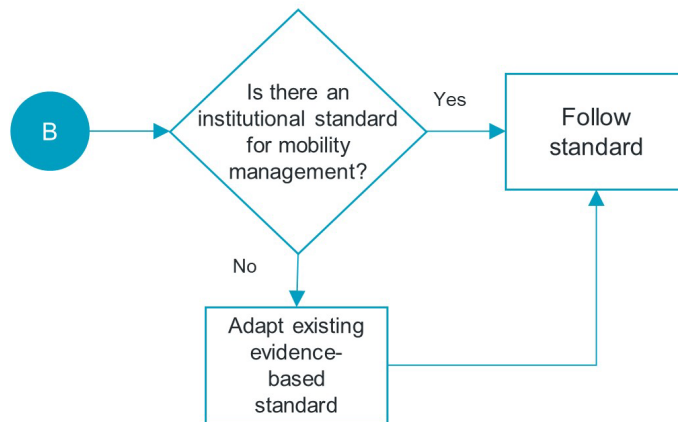 B
Is there an
institutional standard
for mobility
management?
Yes
Follow
standard
No
Adapt existing
evidence-
based
standard